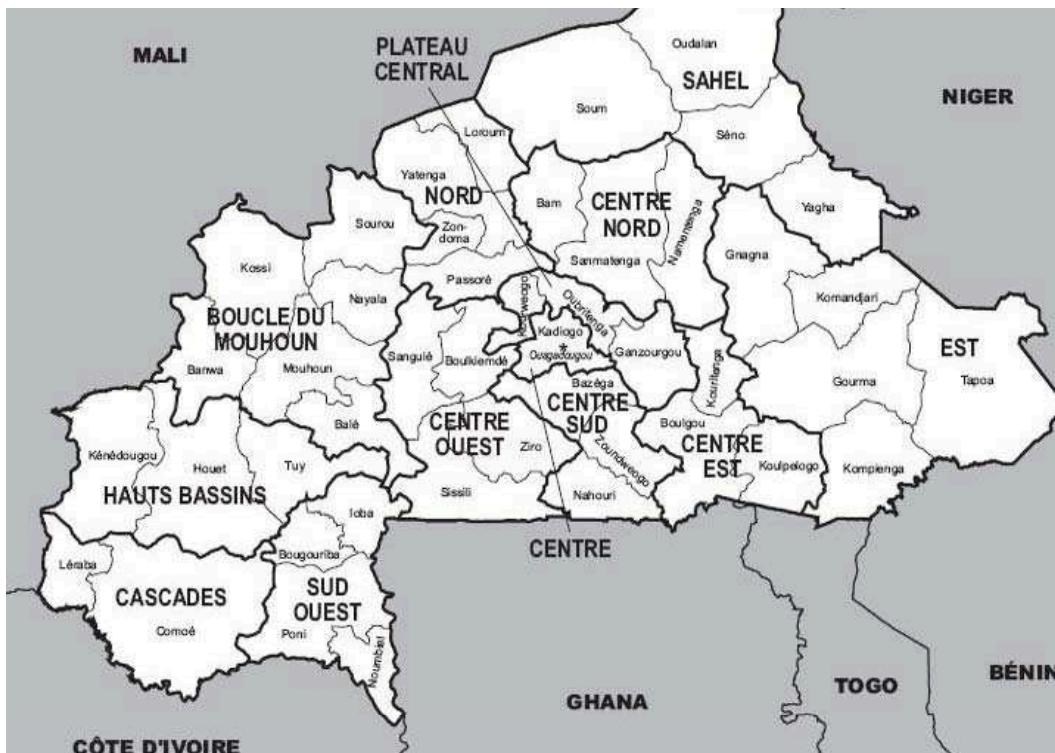 MALI
PLATEAU
CENTRAL
Oudalan
SAHEL
NIGER
Soum
Séno
Loroum
Yatenga
NORD
Bam
CENTRE
NORD
Namentenga
Yagha
Sourou
Zon-
doma
Sanmatenga
Gnagna
Kossi
Passoré
Komandjari
Nayala
Kourweogo
Oubritenga
BOUCLE DU
MOUHOUN
Kadiogo
Ouagadougou
Ganzourgou
Kouritenga
EST
Banwa
Mouhoun
Sanguié
Boulkiemdé
Gourma
Tapoa
Bazéga
CENTRE
SUD
Balé
CENTRE
OUEST
Ziro
Zoundweogo
Boulgou
CENTRE
EST
Koulpelogo
Kompienga
Kénédougou
Houet
Tuy
HAUTS BASSINS
Sissili
Nahouri
Ioba
CENTRE
Léraba
Bougouriba
CASCADES
SUD
OUEST
Comoé
Poni
Noumbiel
GHANA
TOGO
BÉNIN
CÔTE D'IVOIRE